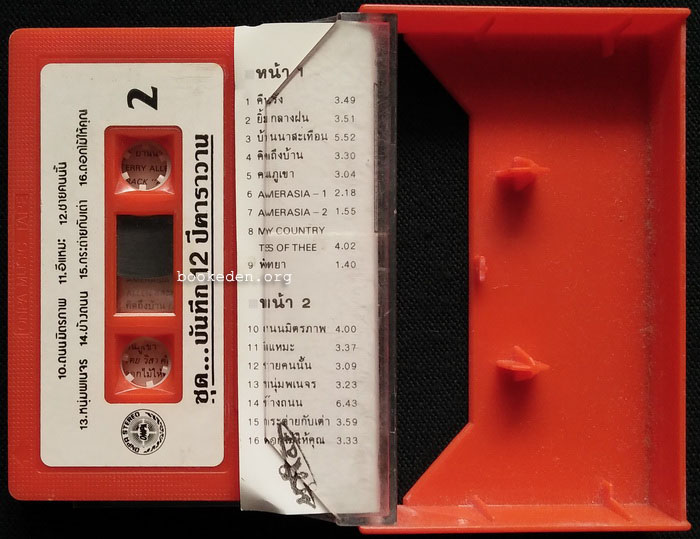 2
ชุด...บันทึก 12 ปีคาราวาน
10.ถนนมิตรภาพ 11.อีแหมะ 12.ชายคนนั้น
13.หนุ่มพเนจร 14.ข้างถนน 15.กระต่ายกับเต่า 16.ดอกไม้ให้คุณ
ONPA STEREO
bookeden.org
หน้า 1
1 คืนรัง 3.49
2 ยิ้มกลางฝน 3.51
3 บ้านนาสะเทือน 5.52
4 คิดถึงบ้าน 3.30
5 คนภูเขา 3.04
6 AMERASIA – 1 2.18
7 AMERASIA – 2 1.55
8 MY COUNTRY
TIS OF THEE 4.02
9 พัทยา 1.40
หน้า 2
10 ถนนมิตรภาพ 4.00
11 อีแหมะ 3.37
12 ชายคนนั้น 3.09
13 หนุ่มพเนจร 3.23
14 ข้างถนน 6.43
15 กระต่ายกับเต่า 3.59
16 ดอกไม้ให้คุณ 3.33